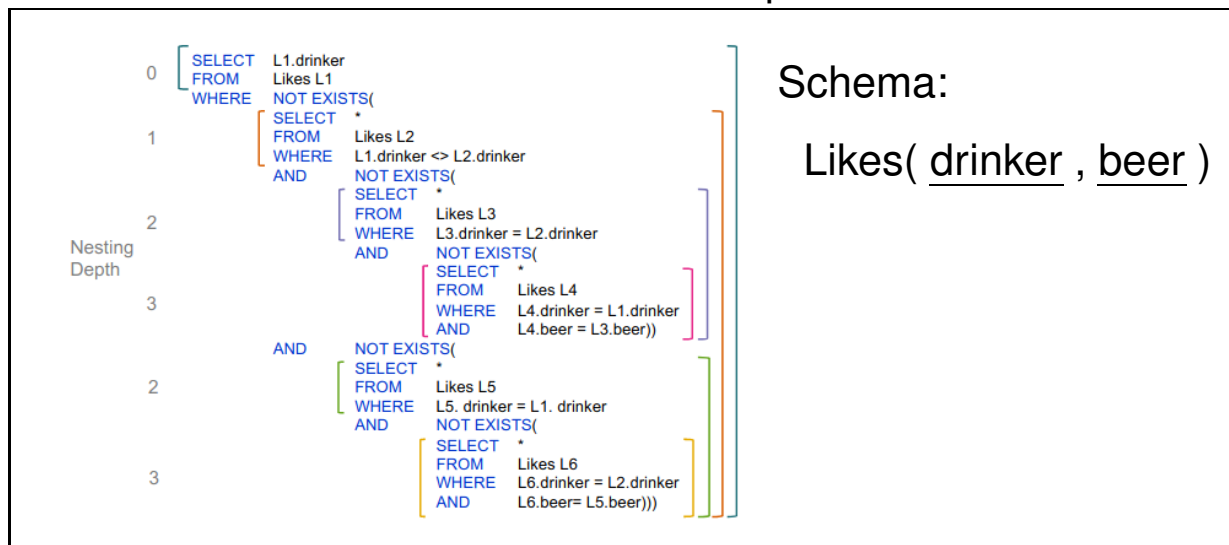 0
SELECT L1.drinker
FROM Likes L1
WHERE NOT EXISTS(
1
SELECT *
FROM Likes L2
WHERE L1.drinker <> L2.drinker
AND NOT EXISTS(
2
SELECT *
FROM Likes L3
WHERE L3.drinker = L2.drinker
AND NOT EXISTS(
Nesting
Depth
3
SELECT *
FROM Likes L4
WHERE L4.drinker = L1.drinker
AND L4.beer = L3.beer))
AND NOT EXISTS(
2
SELECT *
FROM Likes L5
WHERE L5. drinker = L1. drinker
AND NOT EXISTS(
3
SELECT *
FROM Likes L6
WHERE L6.drinker = L2.drinker
AND L6.beer= L5.beer)))
Schema:
Likes( drinker , beer )